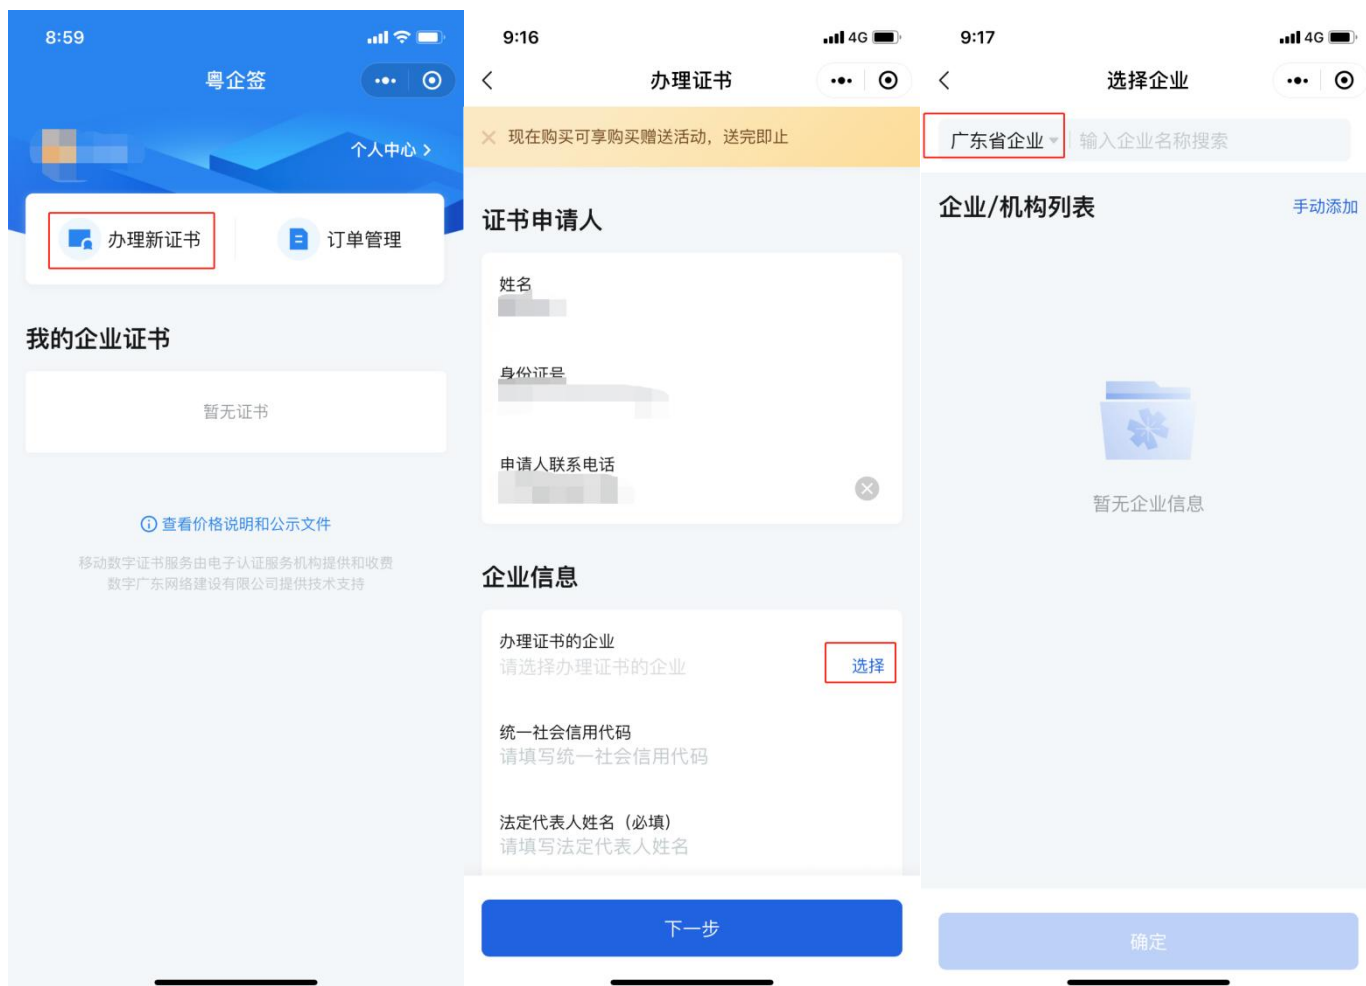 8:59
粤企签
个人中心 >
办理新证书
订单管理
我的企业证书
暂无证书
查看价格说明和公示文件
移动数字证书服务由电子认证服务机构提供和收费
数字广东网络建设有限公司提供技术支持
9:16
4G
办理证书
现在购买可享购买赠送活动，送完即止
证书申请人
姓名
身份证号
申请人联系电话
企业信息
办理证书的企业
请选择办理证书的企业
选择
统一社会信用代码
请填写统一社会信用代码
法定代表人姓名（必填）
请填写法定代表人姓名
下一步
9:17
4G
选择企业
广东省企业
输入企业名称搜索
企业/机构列表
手动添加
暂无企业信息
确定